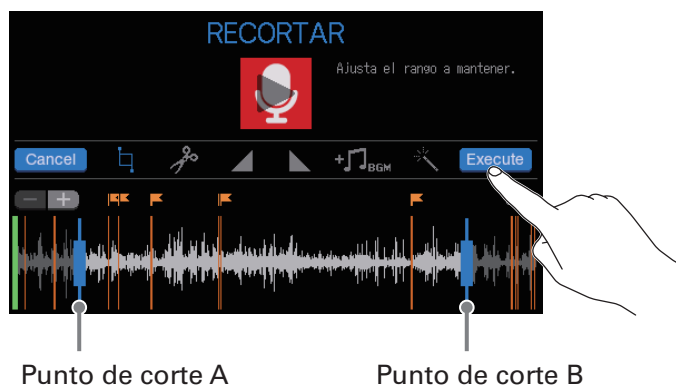 RECORTAR
Ajusta el rango a mantener.
Cancel
+ BGM
Execute
− +
Punto de corte A
Punto de corte B